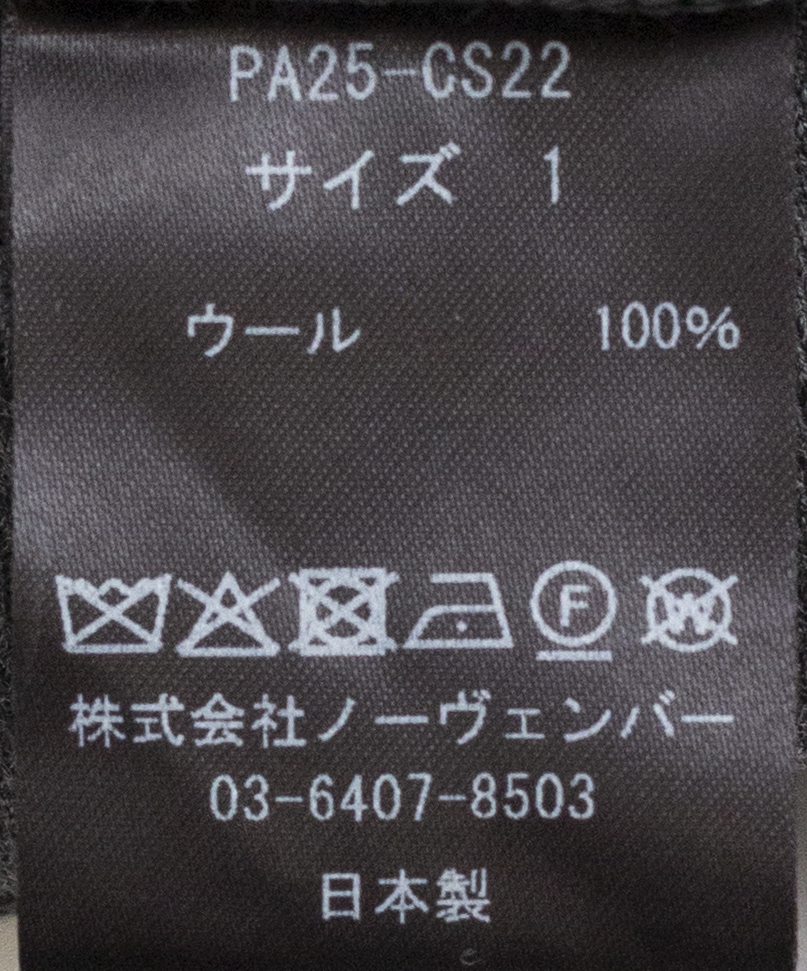 PA25-CS22
サイズ 1
ウール 100%
F W
株式会社ノーヴェンバー
03-6407-8503
日本製